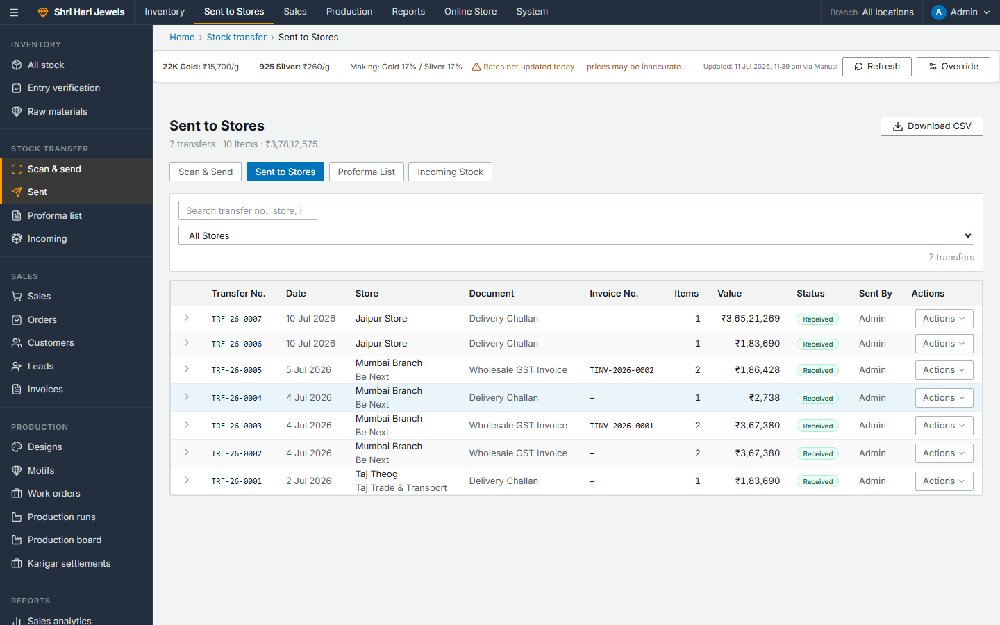 Shri Hari Jewels
Inventory
Sent to Stores
Sales
Production
Reports
Online Store
System
Branch All locations
A Admin
INVENTORY
All stock
Entry verification
Raw materials
STOCK TRANSFER
Scan & send
Sent
Proforma list
Incoming
SALES
Sales
Orders
Customers
Leads
Invoices
PRODUCTION
Designs
Motifs
Work orders
Production runs
Production board
Karigar settlements
REPORTS
Sales analytics
Home › Stock transfer › Sent to Stores
22K Gold: ₹15,700/g · 925 Silver: ₹260/g · Making: Gold 17% / Silver 17% Rates not updated today — prices may be inaccurate. Updated: 11 Jul 2026, 11:39 am via Manual Refresh Override
Sent to Stores
Download CSV
7 transfers · 10 items · ₹3,78,12,575
Scan & Send Sent to Stores Proforma List Incoming Stock
Search transfer no., store, i
All Stores
7 transfers
Transfer No. Date Store Document Invoice No. Items Value Status Sent By Actions
TRF-26-0007 10 Jul 2026 Jaipur Store Delivery Challan – 1 ₹3,65,21,269 Received Admin Actions
TRF-26-0006 10 Jul 2026 Jaipur Store Delivery Challan – 1 ₹1,83,690 Received Admin Actions
TRF-26-0005 5 Jul 2026 Mumbai Branch Wholesale GST Invoice TINV-2026-0002 2 ₹1,86,428 Received Admin Actions
Be Next
TRF-26-0004 4 Jul 2026 Mumbai Branch Delivery Challan – 1 ₹2,738 Received Admin Actions
Be Next
TRF-26-0003 4 Jul 2026 Mumbai Branch Wholesale GST Invoice TINV-2026-0001 2 ₹3,67,380 Received Admin Actions
Be Next
TRF-26-0002 4 Jul 2026 Mumbai Branch Wholesale GST Invoice – 2 ₹3,67,380 Received Admin Actions
Be Next
TRF-26-0001 2 Jul 2026 Taj Theog Delivery Challan – 1 ₹1,83,690 Received Admin Actions
Taj Trade & Transport